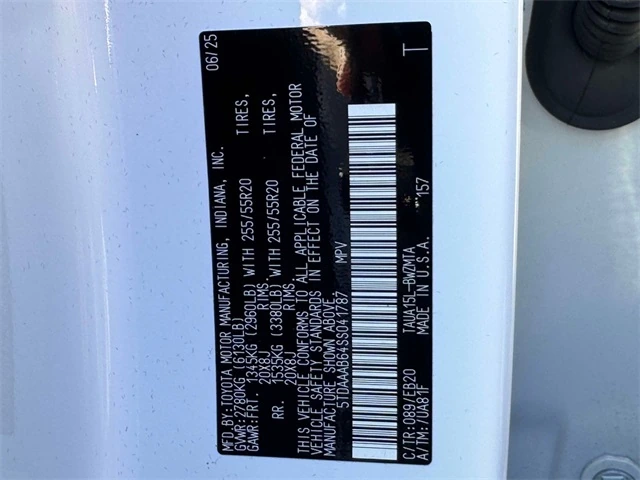 MFD.BY:TOYOTA MOTOR MANUFACTURING, INDIANA, INC. 06/25
GVWR:2780KG (6130LB)
GAWR:FRT. 1345KG (2960LB) WITH 255/55R20 TIRES,
20X8J RIMS.
RR. 1535KG (3380LB) WITH 255/55R20 TIRES,
20X8J RIMS.
THIS VEHICLE CONFORMS TO ALL APPLICABLE FEDERAL MOTOR
VEHICLE SAFETY STANDARDS IN EFFECT ON THE DATE OF
MANUFACTURE SHOWN ABOVE.
5TDAAAB64SS041787 MPV
C/TR:089/EB20 TAUA15L-BWZMTA 157 T
A/TM:/UA81F MADE IN U.S.A.